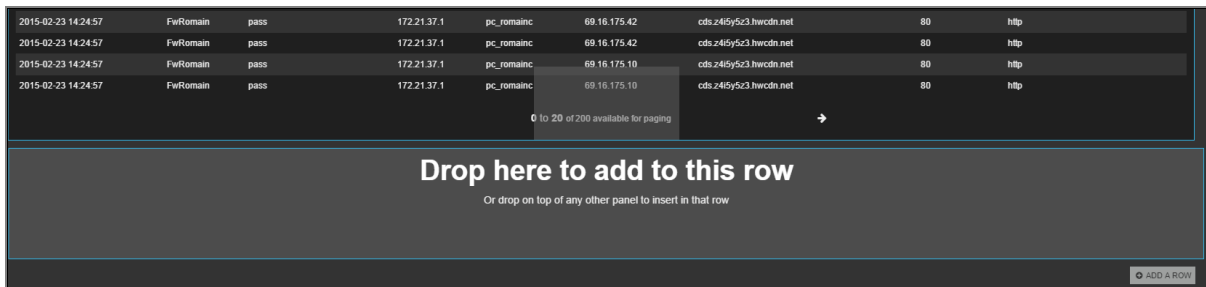 2015-02-23 14:24:57 FwRomain pass 172.21.37.1 pc_romainc 69.16.175.42 cds.z4i5y5z3.hwcdn.net 80 http
2015-02-23 14:24:57 FwRomain pass 172.21.37.1 pc_romainc 69.16.175.42 cds.z4i5y5z3.hwcdn.net 80 http
2015-02-23 14:24:57 FwRomain pass 172.21.37.1 pc_romainc 69.16.175.10 cds.z4i5y5z3.hwcdn.net 80 http
2015-02-23 14:24:57 FwRomain pass 172.21.37.1 pc_romainc 69.16.175.10 cds.z4i5y5z3.hwcdn.net 80 http
0 to 20 of 200 available for paging
Drop here to add to this row
Or drop on top of any other panel to insert in that row
ADD A ROW